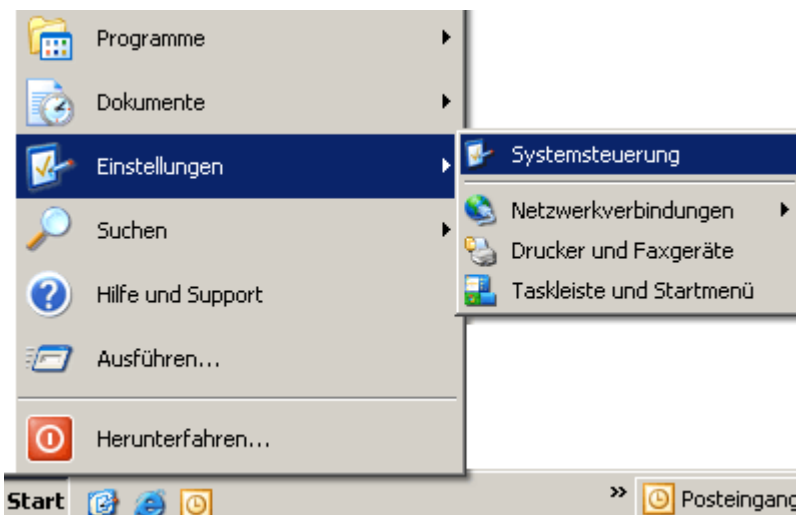 Programme
Dokumente
Einstellungen
Suchen
Hilfe und Support
Ausführen...
Herunterfahren...
Systemsteuerung
Netzwerkverbindungen
Drucker und Faxgeräte
Taskleiste und Startmenü
Start
» Posteingang